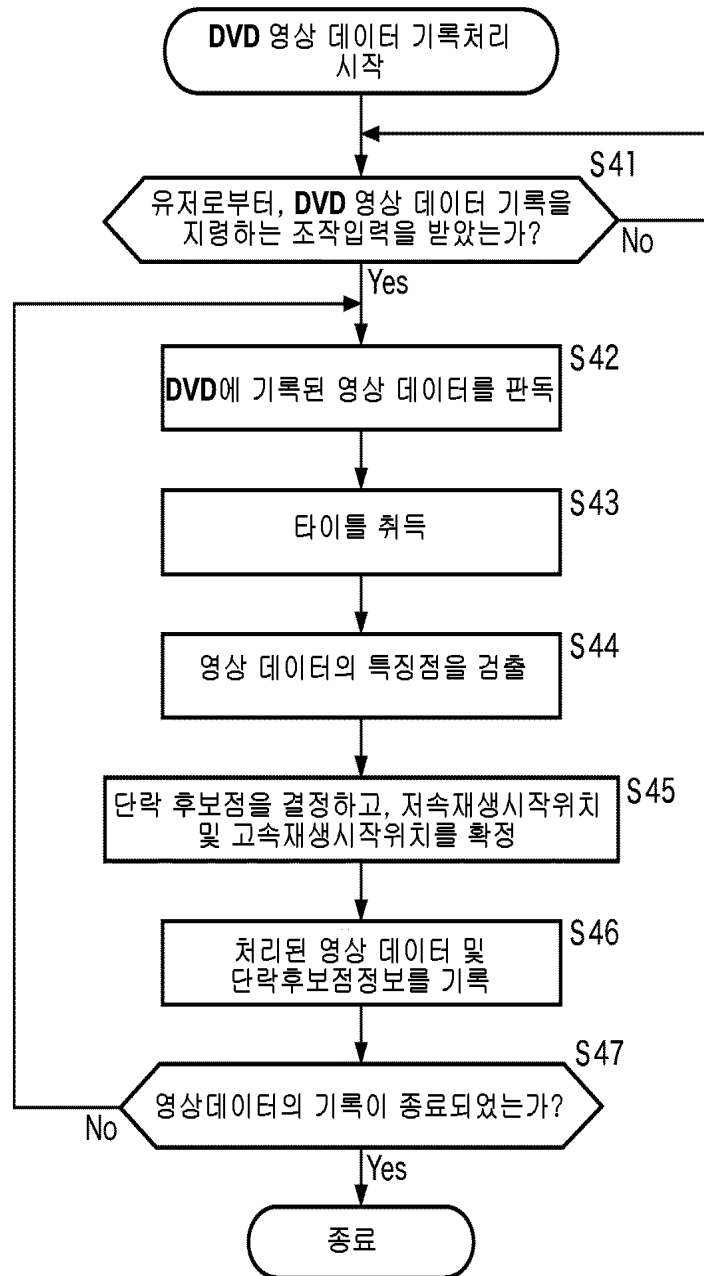 DVD 영상 데이터 기록처리
시작
S41
유저로부터, DVD 영상 데이터 기록을
지령하는 조작입력을 받았는가?
No
Yes
S42
DVD에 기록된 영상 데이터를 판독
S43
타이틀 취득
S44
영상 데이터의 특징점을 검출
S45
단락 후보점을 결정하고, 저속재생시작위치
및 고속재생시작위치를 확정
S46
처리된 영상 데이터 및
단락후보점정보를 기록
S47
영상데이터의 기록이 종료되었는가?
No
Yes
종료